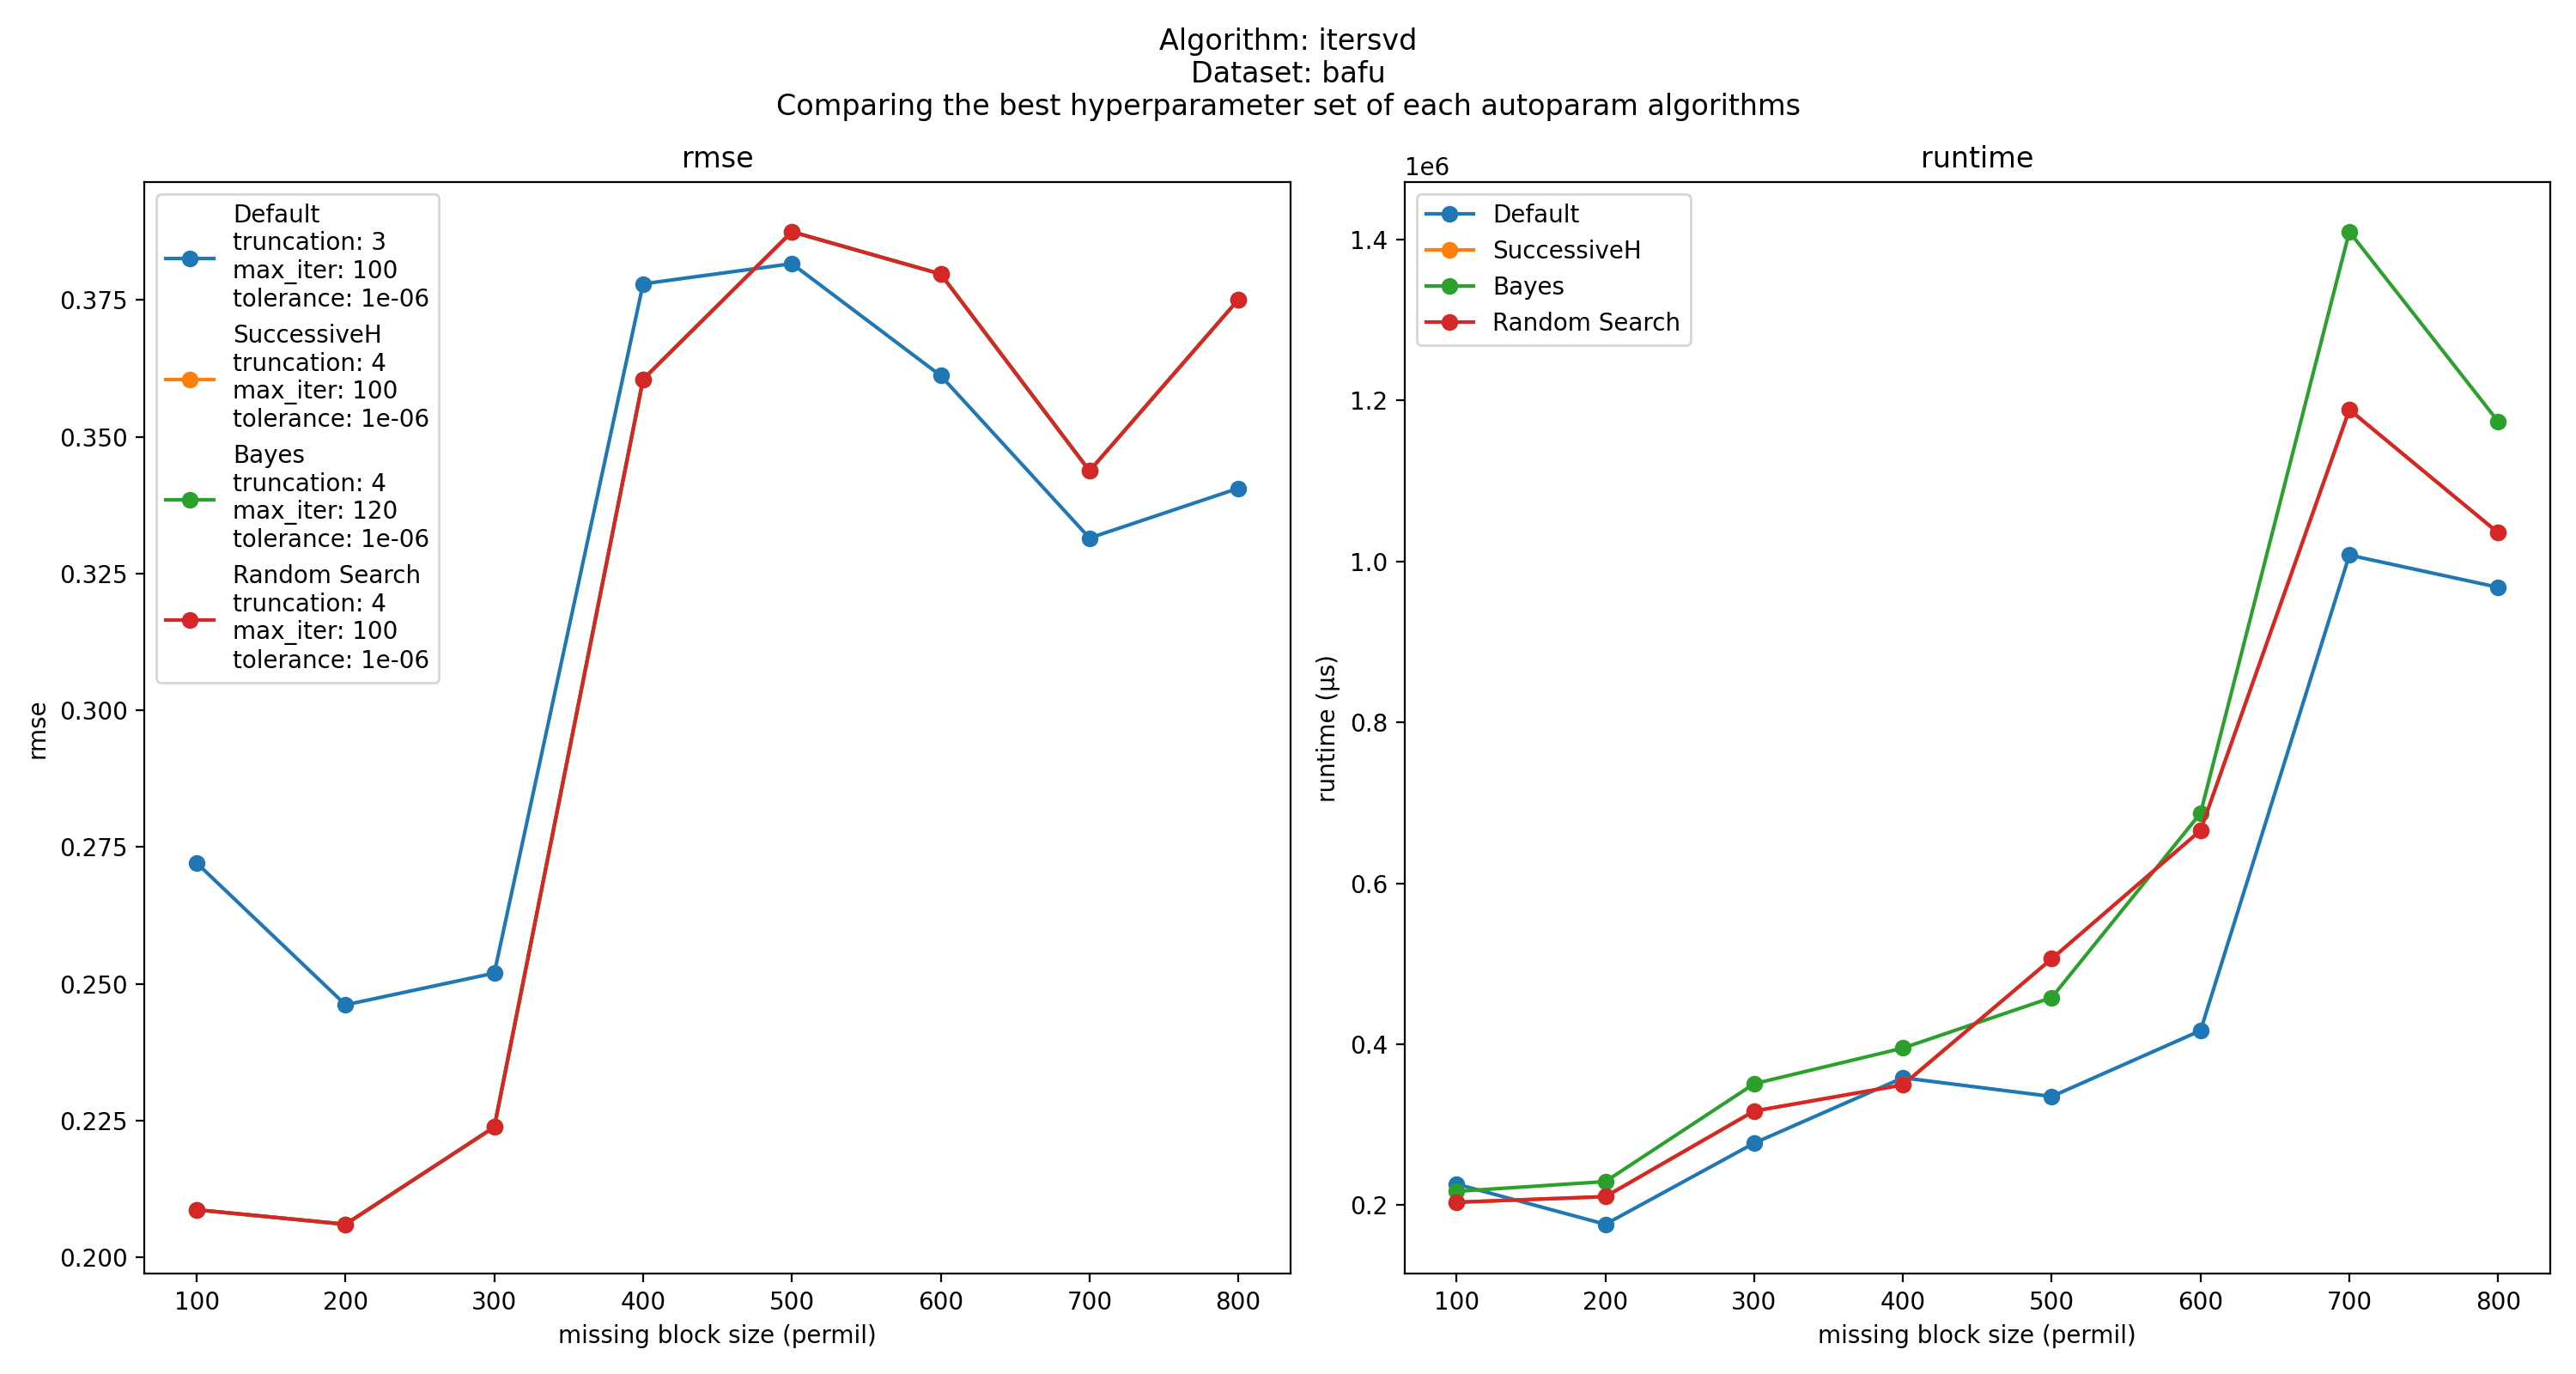 Algorithm: itersvd
Dataset: bafu
Comparing the best hyperparameter set of each autoparam algorithms
rmse
Default
truncation: 3
max_iter: 100
tolerance: 1e-06
SuccessiveH
truncation: 4
max_iter: 100
tolerance: 1e-06
Bayes
truncation: 4
max_iter: 120
tolerance: 1e-06
Random Search
truncation: 4
max_iter: 100
tolerance: 1e-06
rmse
0.375
0.350
0.325
0.300
0.275
0.250
0.225
0.200
100 200 300 400 500 600 700 800
missing block size (permil)
runtime
1e6
Default
SuccessiveH
Bayes
Random Search
runtime (µs)
1.4
1.2
1.0
0.8
0.6
0.4
0.2
100 200 300 400 500 600 700 800
missing block size (permil)